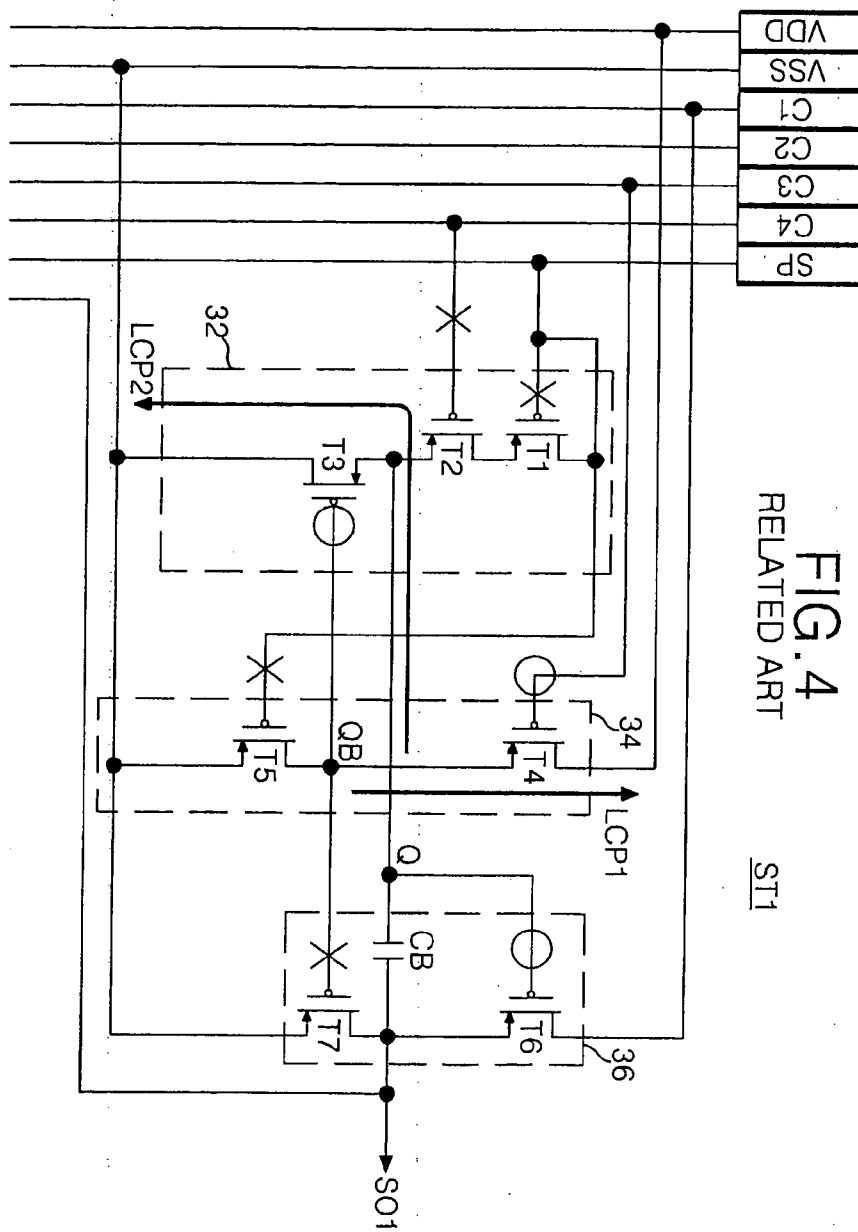 FIG.4
RELATED ART
ST1
VDD
VSS
C1
C2
C3
C4
SP
32
LCP2
T3
T2
T1
34
QB
T5
T4
LCP1
Q
CB
T7
T6
36
SO1